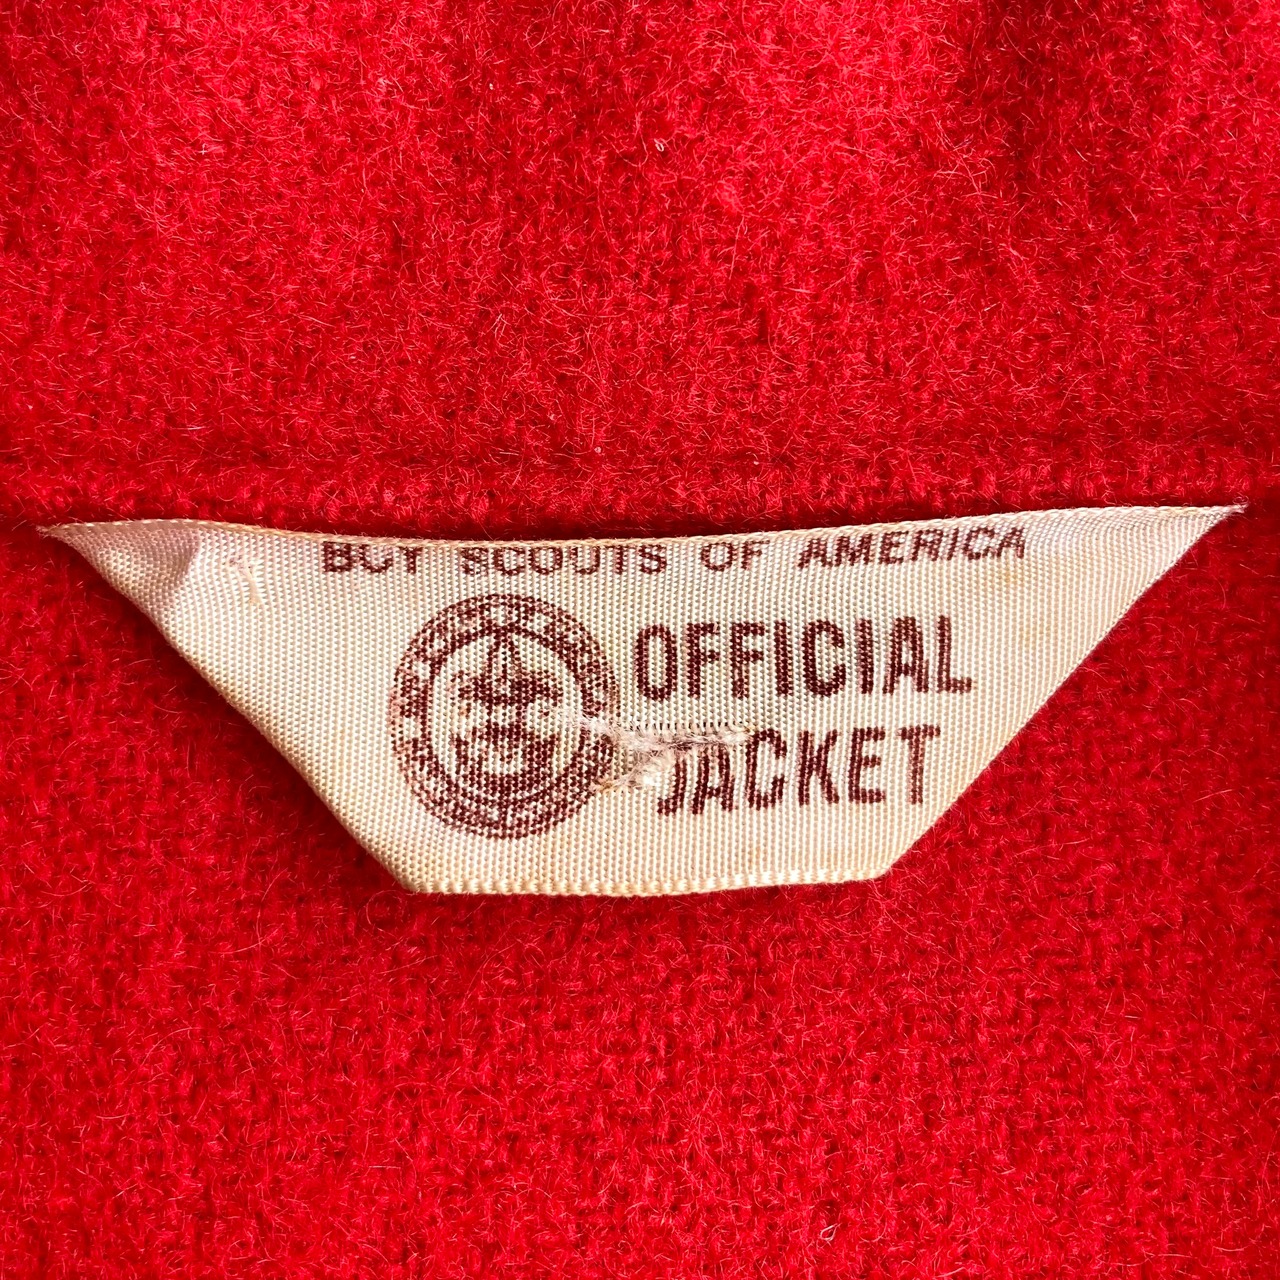 BOY SCOUTS OF AMERICA
OFFICIAL
JACKET